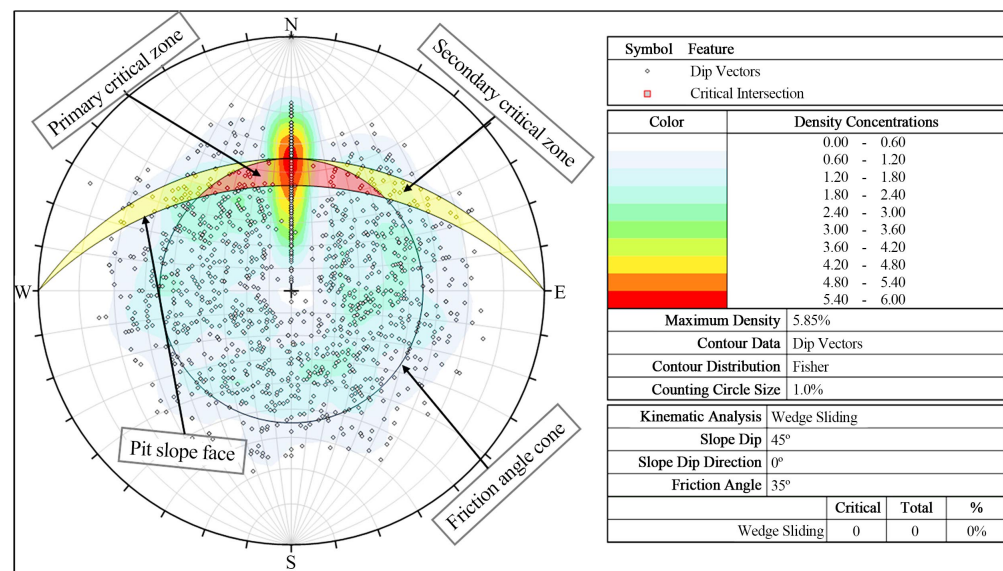 N
W
E
S
Primary critical zone
Secondary critical zone
Pit slope face
Friction angle cone
Symbol Feature
Dip Vectors
Critical Intersection
Color Density Concentrations
0.00 - 0.60
0.60 - 1.20
1.20 - 1.80
1.80 - 2.40
2.40 - 3.00
3.00 - 3.60
3.60 - 4.20
4.20 - 4.80
4.80 - 5.40
5.40 - 6.00
Maximum Density 5.85%
Contour Data Dip Vectors
Contour Distribution Fisher
Counting Circle Size 1.0%
Kinematic Analysis Wedge Sliding
Slope Dip 45º
Slope Dip Direction 0º
Friction Angle 35º
Critical Total %
Wedge Sliding 0 0 0%